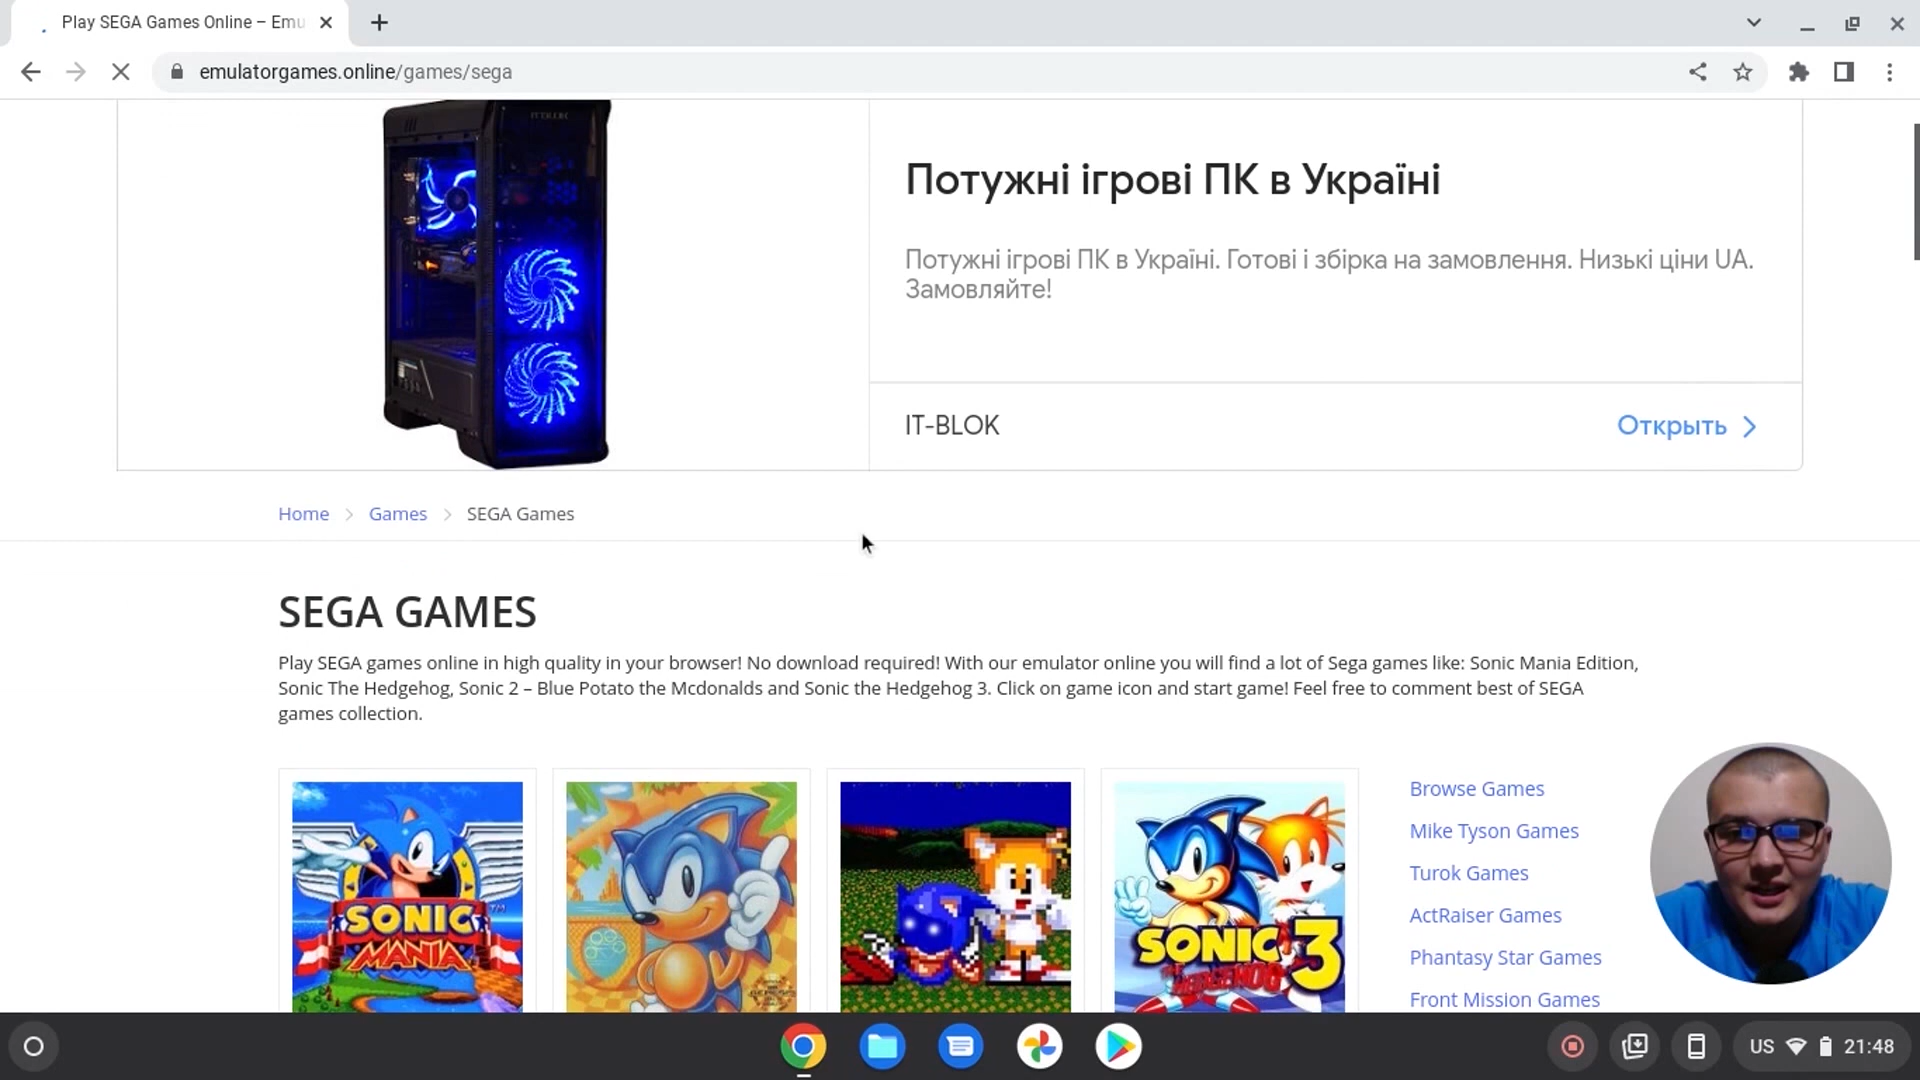 Play SEGA Games Online – Emu
emulatorgames.online/games/sega
Потужні ігрові ПК в Україні
Потужні ігрові ПК в Україні. Готові і збірка на замовлення. Низькі ціни UA.
Замовляйте!
IT-BLOK
Открыть
Home
Games
SEGA Games
SEGA GAMES
Play SEGA games online in high quality in your browser! No download required! With our emulator online you will find a lot of Sega games like: Sonic Mania Edition,
Sonic The Hedgehog, Sonic 2 – Blue Potato the Mcdonalds and Sonic the Hedgehog 3. Click on game icon and start game! Feel free to comment best of SEGA
games collection.
SONIC
MANIA
TM
SONIC
THE HEDGEHOG
3
Browse Games
Mike Tyson Games
Turok Games
ActRaiser Games
Phantasy Star Games
Front Mission Games
US
21:48